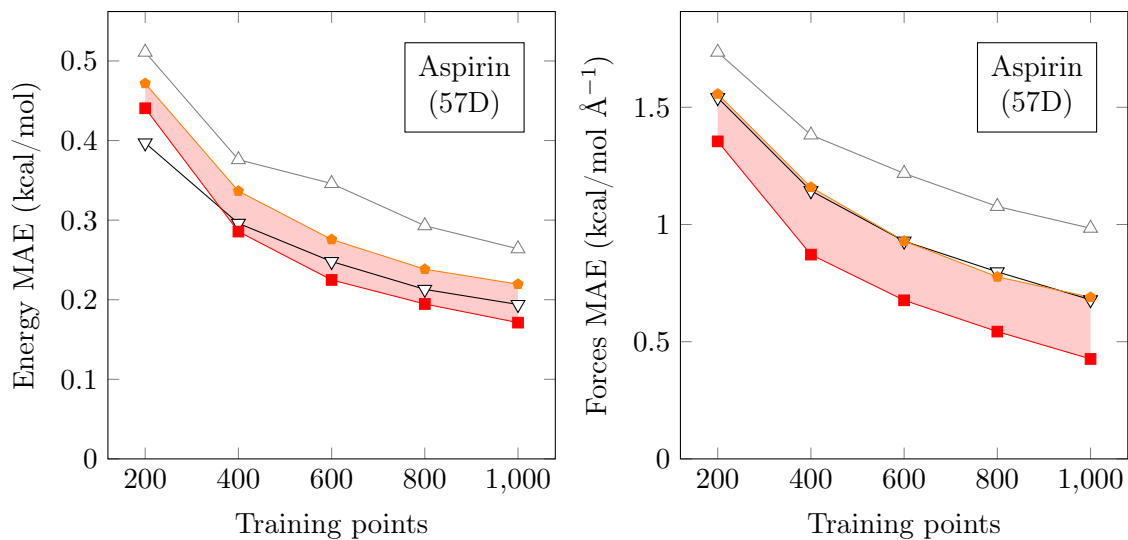 Energy MAE (kcal/mol)
0.5
0.4
0.3
0.2
0.1
0
Aspirin
(57D)
200 400 600 800 1,000
Training points
Forces MAE (kcal/mol Å⁻¹)
1.5
1
0.5
0
Aspirin
(57D)
200 400 600 800 1,000
Training points